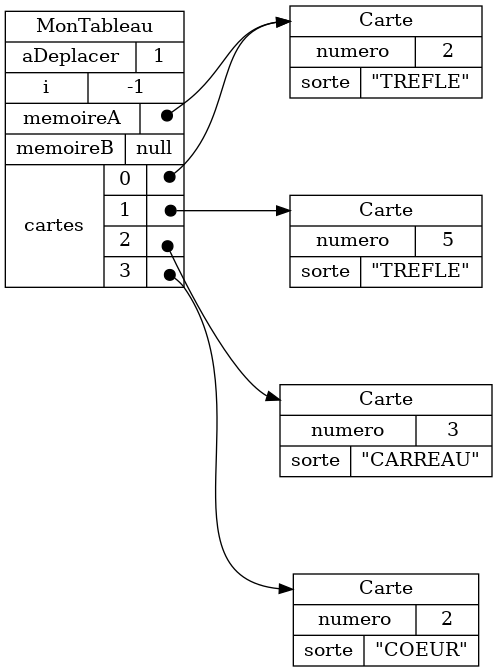 MonTableau
aDeplacer 1
i -1
memoireA
memoireB null
cartes
0
1
2
3
Carte
numero 2
sorte "TREFLE"
Carte
numero 5
sorte "TREFLE"
Carte
numero 3
sorte "CARREAU"
Carte
numero 2
sorte "COEUR"